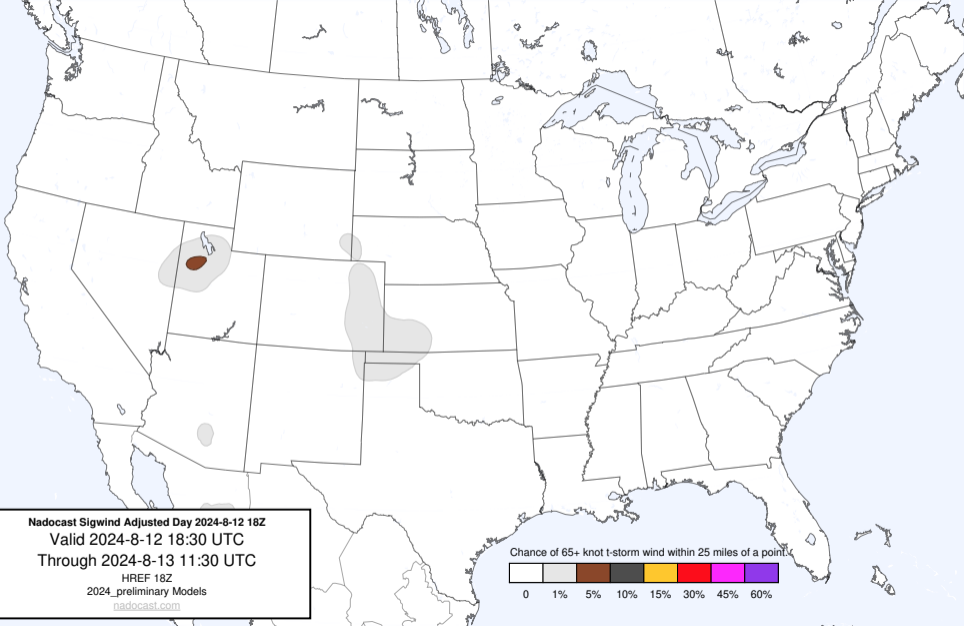 Nadocast Sigwind Adjusted Day 2024-8-12 18Z
Valid 2024-8-12 18:30 UTC
Through 2024-8-13 11:30 UTC
HREF 18Z
2024_preliminary Models
nadocast.com
Chance of 65+ knot t-storm wind within 25 miles of a point.
0 1% 5% 10% 15% 30% 45% 60%